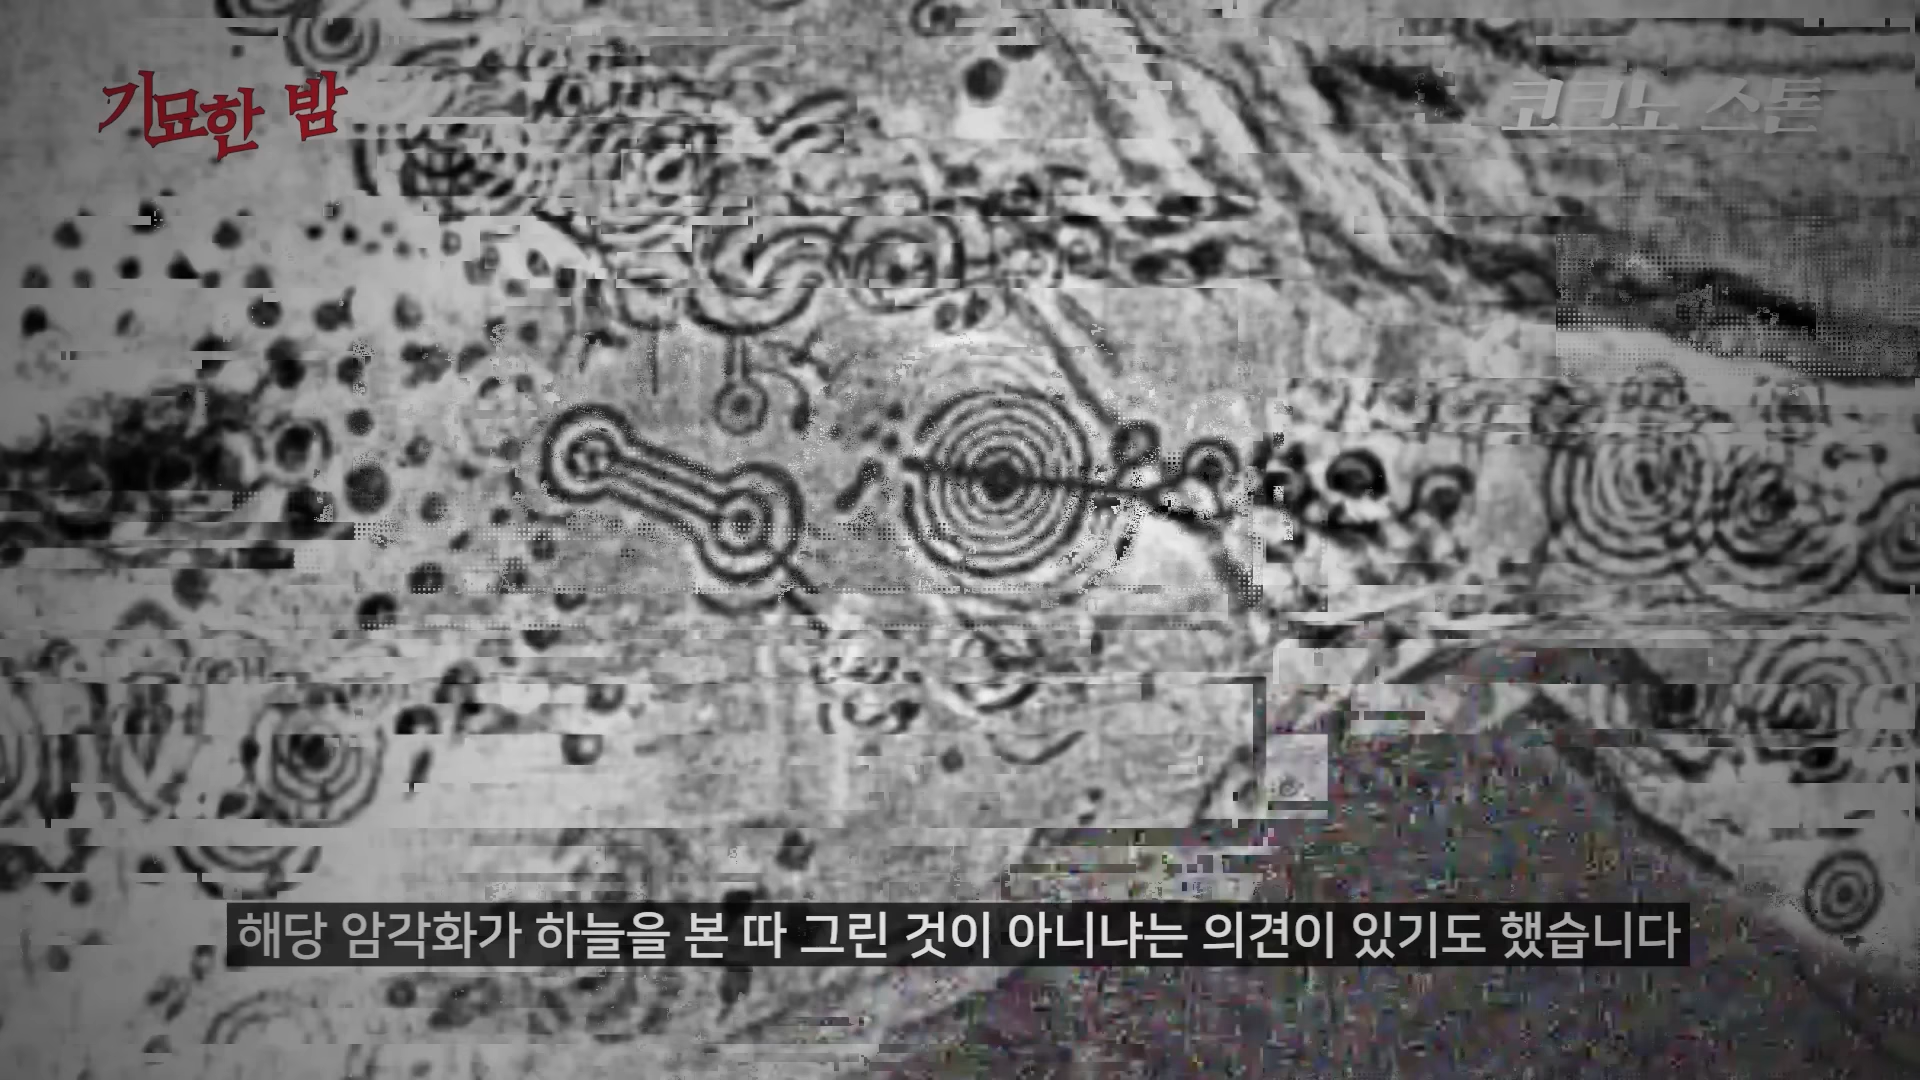 기묘한 밤
코크노 스톤
해당 암각화가 하늘을 본 따 그린 것이 아니냐는 의견이 있기도 했습니다